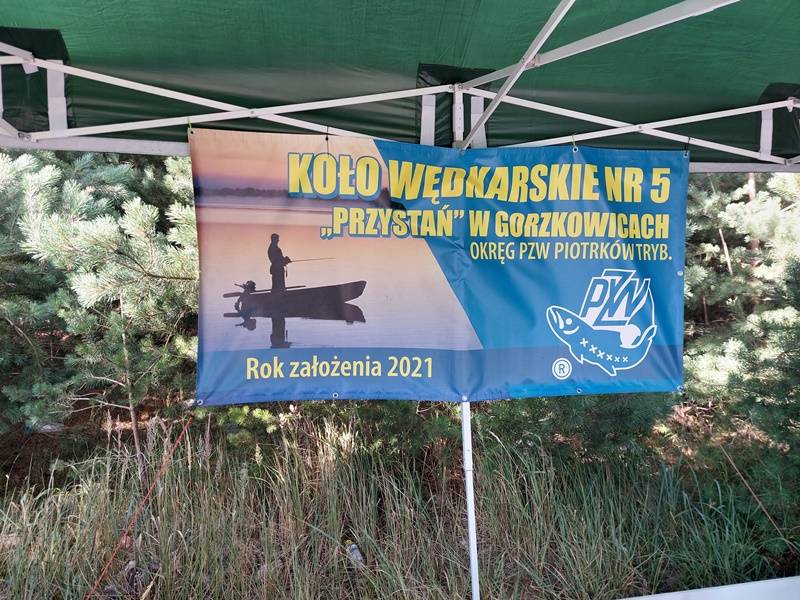 KOŁO WĘDKARSKIE NR 5
„PRZYSTAŃ” W GORZKOWICACH
OKRĘG PZW PIOTRKÓW TRYB.
PZW
®
Rok założenia 2021